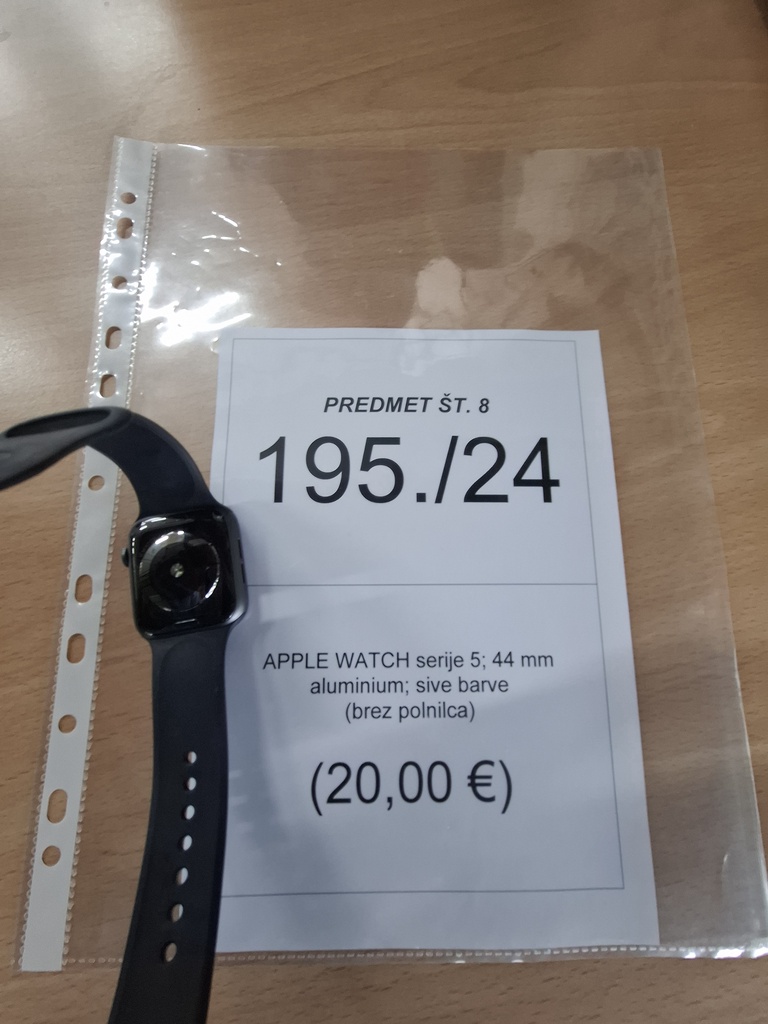 PREDMET ŠT. 8
195./24
APPLE WATCH serije 5; 44 mm
aluminium; sive barve
(brez polnilca)
(20,00 €)